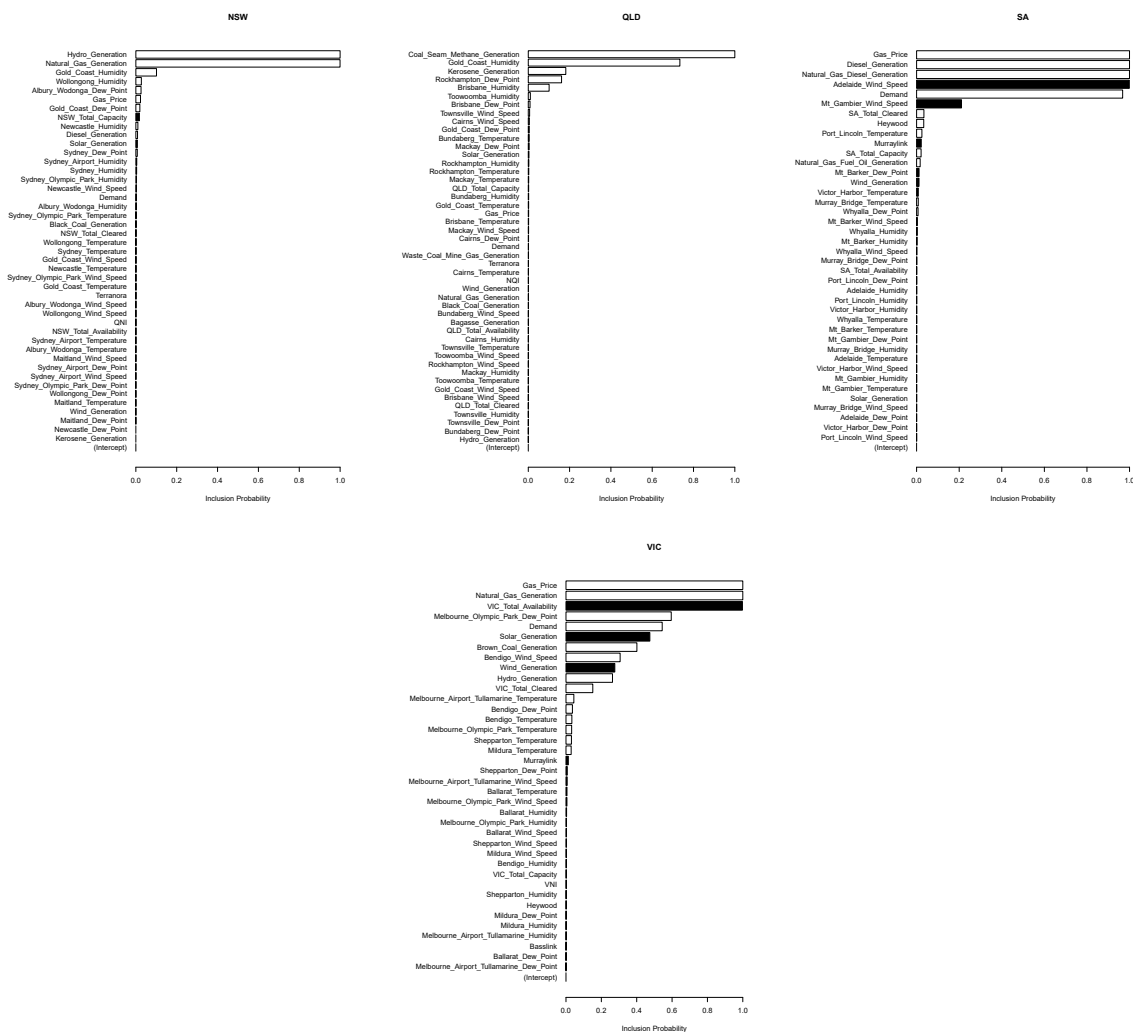 NSW
Hydro_Generation
Natural_Gas_Generation
Gold_Coast_Humidity
Wollongong_Humidity
Albury_Wodonga_Dew_Point
Gas_Price
Gold_Coast_Dew_Point
NSW_Total_Capacity
Newcastle_Humidity
Diesel_Generation
Solar_Generation
Sydney_Dew_Point
Sydney_Airport_Humidity
Sydney_Humidity
Sydney_Olympic_Park_Humidity
Newcastle_Wind_Speed
Demand
Albury_Wodonga_Humidity
Sydney_Olympic_Park_Temperature
Black_Coal_Generation
NSW_Total_Cleared
Wollongong_Temperature
Sydney_Temperature
Gold_Coast_Wind_Speed
Newcastle_Temperature
Sydney_Olympic_Park_Wind_Speed
Gold_Coast_Temperature
Terranora
Albury_Wodonga_Wind_Speed
Wollongong_Wind_Speed
QNI
NSW_Total_Availability
Sydney_Airport_Temperature
Albury_Wodonga_Temperature
Maitland_Wind_Speed
Sydney_Airport_Dew_Point
Sydney_Airport_Wind_Speed
Sydney_Olympic_Park_Dew_Point
Wollongong_Dew_Point
Maitland_Temperature
Wind_Generation
Maitland_Dew_Point
Newcastle_Dew_Point
Kerosene_Generation
(Intercept)
0.0 0.2 0.4 0.6 0.8 1.0
Inclusion Probability
QLD
Coal_Seam_Methane_Generation
Gold_Coast_Humidity
Kerosene_Generation
Rockhampton_Dew_Point
Brisbane_Humidity
Toowoomba_Humidity
Brisbane_Dew_Point
Townsville_Wind_Speed
Cairns_Wind_Speed
Gold_Coast_Dew_Point
Bundaberg_Temperature
Mackay_Dew_Point
Solar_Generation
Rockhampton_Humidity
Rockhampton_Temperature
Mackay_Temperature
QLD_Total_Capacity
Bundaberg_Humidity
Gold_Coast_Temperature
Gas_Price
Brisbane_Temperature
Mackay_Wind_Speed
Cairns_Dew_Point
Demand
Waste_Coal_Mine_Gas_Generation
Terranora
Cairns_Temperature
NQI
Wind_Generation
Natural_Gas_Generation
Black_Coal_Generation
Bundaberg_Wind_Speed
Bagasse_Generation
QLD_Total_Availability
Cairns_Humidity
Townsville_Temperature
Toowoomba_Wind_Speed
Rockhampton_Wind_Speed
Mackay_Humidity
Toowoomba_Temperature
Gold_Coast_Wind_Speed
Brisbane_Wind_Speed
QLD_Total_Cleared
Townsville_Humidity
Townsville_Dew_Point
Bundaberg_Dew_Point
Hydro_Generation
(Intercept)
0.0 0.2 0.4 0.6 0.8 1.0
Inclusion Probability
SA
Gas_Price
Diesel_Generation
Natural_Gas_Diesel_Generation
Adelaide_Wind_Speed
Demand
Mt_Gambier_Wind_Speed
SA_Total_Cleared
Heywood
Port_Lincoln_Temperature
Murraylink
SA_Total_Capacity
Natural_Gas_Fuel_Oil_Generation
Mt_Barker_Dew_Point
Wind_Generation
Victor_Harbor_Temperature
Murray_Bridge_Temperature
Whyalla_Dew_Point
Mt_Barker_Wind_Speed
Whyalla_Humidity
Mt_Barker_Humidity
Whyalla_Wind_Speed
Murray_Bridge_Dew_Point
SA_Total_Availability
Port_Lincoln_Dew_Point
Adelaide_Humidity
Port_Lincoln_Humidity
Victor_Harbor_Humidity
Whyalla_Temperature
Mt_Barker_Temperature
Mt_Gambier_Dew_Point
Murray_Bridge_Humidity
Adelaide_Temperature
Victor_Harbor_Wind_Speed
Mt_Gambier_Humidity
Mt_Gambier_Temperature
Solar_Generation
Murray_Bridge_Wind_Speed
Adelaide_Dew_Point
Victor_Harbor_Dew_Point
Port_Lincoln_Wind_Speed
(Intercept)
0.0 0.2 0.4 0.6 0.8 1.0
Inclusion Probability
VIC
Gas_Price
Natural_Gas_Generation
VIC_Total_Availability
Melbourne_Olympic_Park_Dew_Point
Demand
Solar_Generation
Brown_Coal_Generation
Bendigo_Wind_Speed
Wind_Generation
Hydro_Generation
VIC_Total_Cleared
Melbourne_Airport_Tullamarine_Temperature
Bendigo_Dew_Point
Bendigo_Temperature
Melbourne_Olympic_Park_Temperature
Shepparton_Temperature
Mildura_Temperature
Murraylink
Shepparton_Dew_Point
Melbourne_Airport_Tullamarine_Wind_Speed
Ballarat_Temperature
Melbourne_Olympic_Park_Wind_Speed
Ballarat_Humidity
Melbourne_Olympic_Park_Humidity
Ballarat_Wind_Speed
Shepparton_Wind_Speed
Mildura_Wind_Speed
Bendigo_Humidity
VIC_Total_Capacity
VNI
Shepparton_Humidity
Heywood
Mildura_Dew_Point
Mildura_Humidity
Melbourne_Airport_Tullamarine_Humidity
Basslink
Ballarat_Dew_Point
Melbourne_Airport_Tullamarine_Dew_Point
(Intercept)
0.0 0.2 0.4 0.6 0.8 1.0
Inclusion Probability